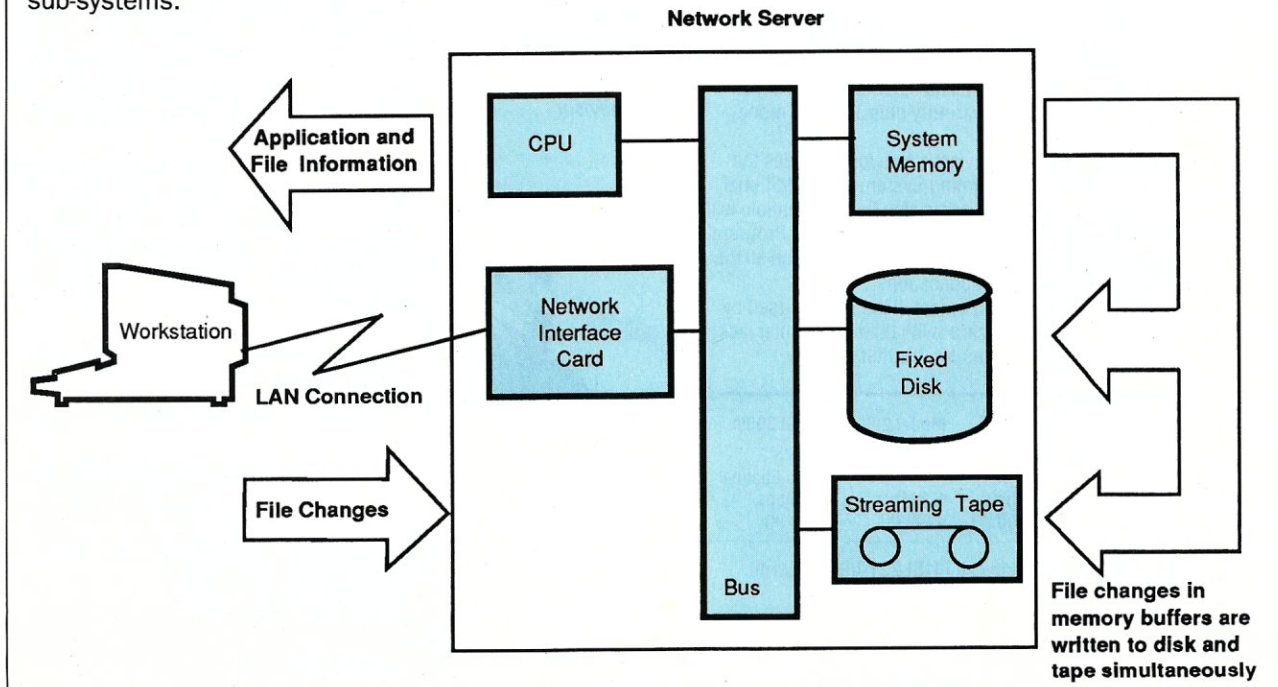 sub-systems.
Network Server
Application and
File Information
CPU
System
Memory
Workstation
Network
Interface
Card
Fixed
Disk
LAN Connection
File Changes
Streaming Tape
Bus
File changes in
memory buffers are
written to disk and
tape simultaneously